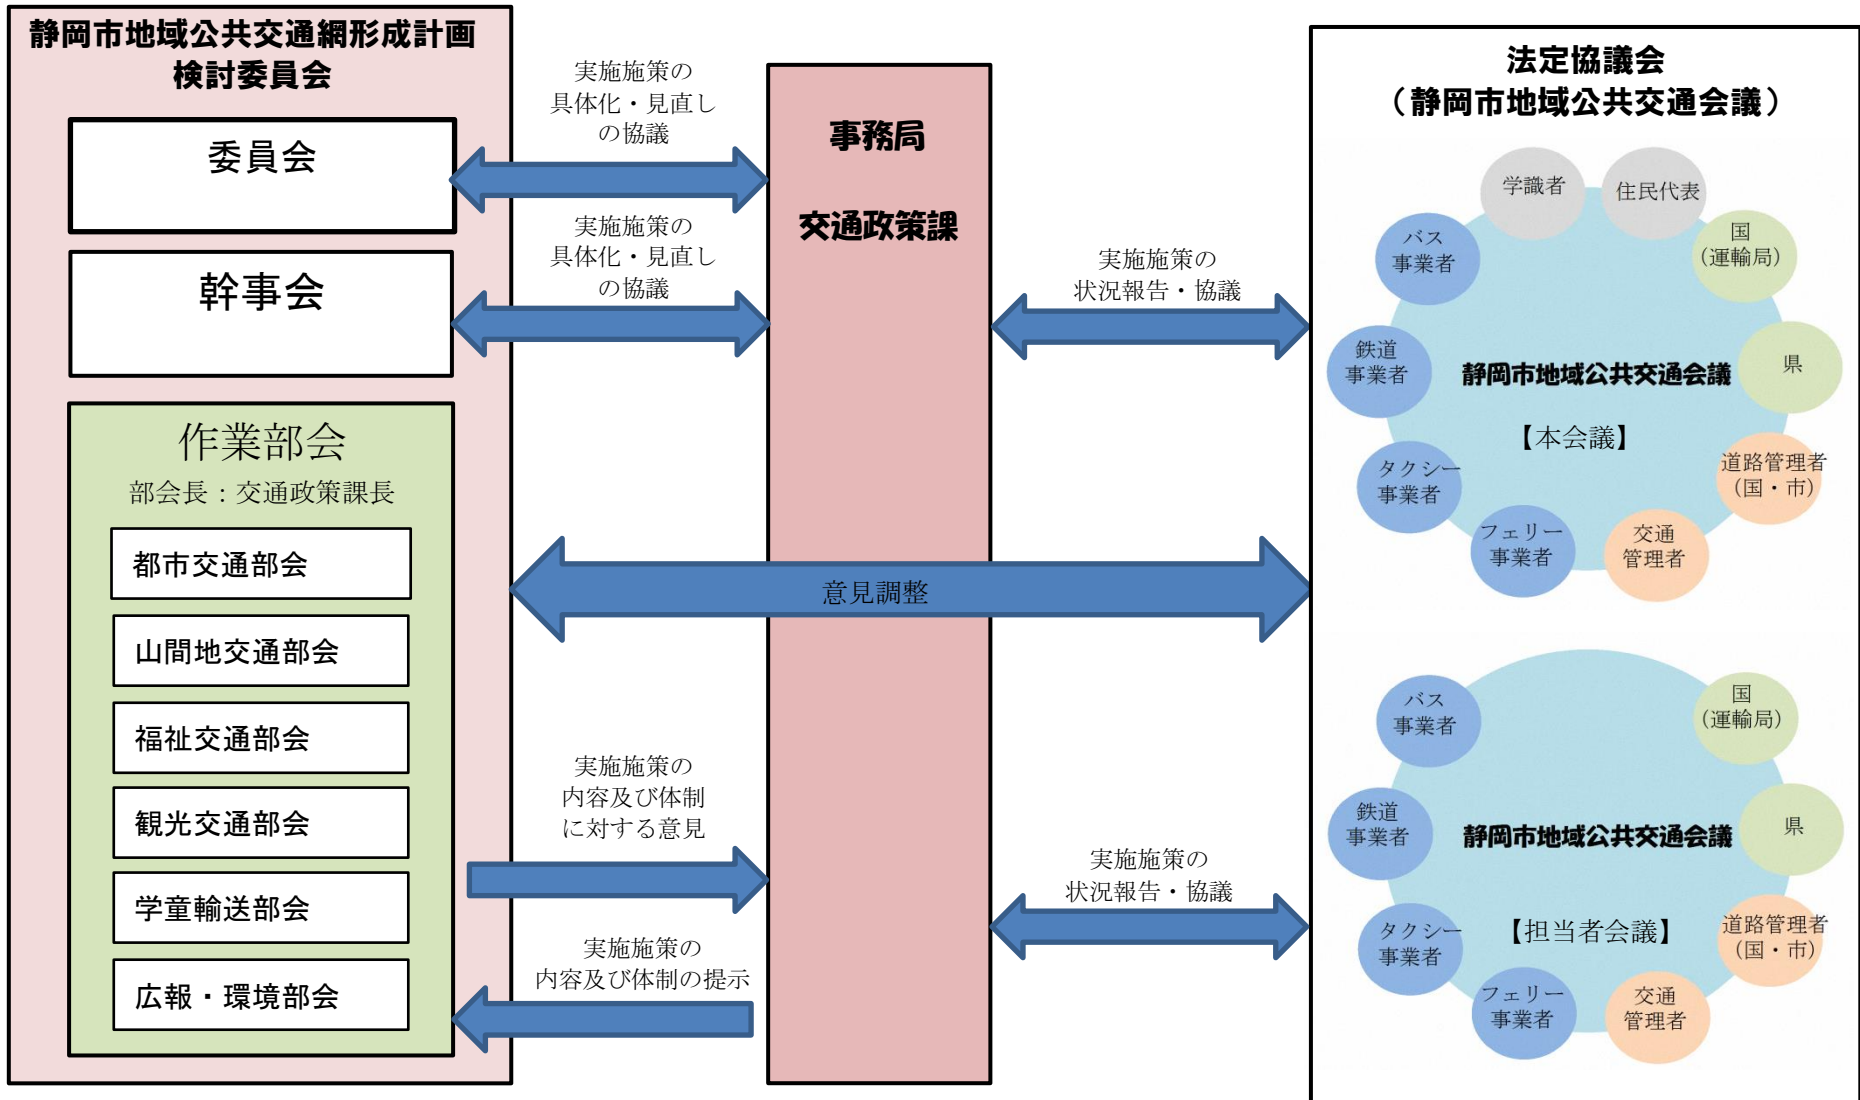 静岡市地域公共交通網形成計画
検討委員会
委員会
幹事会
作業部会
部会長：交通政策課長
都市交通部会
山間地交通部会
福祉交通部会
観光交通部会
学童輸送部会
広報・環境部会
実施施策の
具体化・見直し
の協議
実施施策の
具体化・見直し
の協議
実施施策の
内容及び体制
に対する意見
実施施策の
内容及び体制の提示
事務局
交通政策課
意見調整
実施施策の
状況報告・協議
実施施策の
状況報告・協議
法定協議会
（静岡市地域公共交通会議）
学識者
住民代表
バス
事業者
国
（運輸局）
鉄道
事業者
静岡市地域公共交通会議
県
【本会議】
タクシー
事業者
道路管理者
（国・市）
フェリー
事業者
交通
管理者
バス
事業者
国
（運輸局）
鉄道
事業者
静岡市地域公共交通会議
県
【担当者会議】
タクシー
事業者
道路管理者
（国・市）
フェリー
事業者
交通
管理者